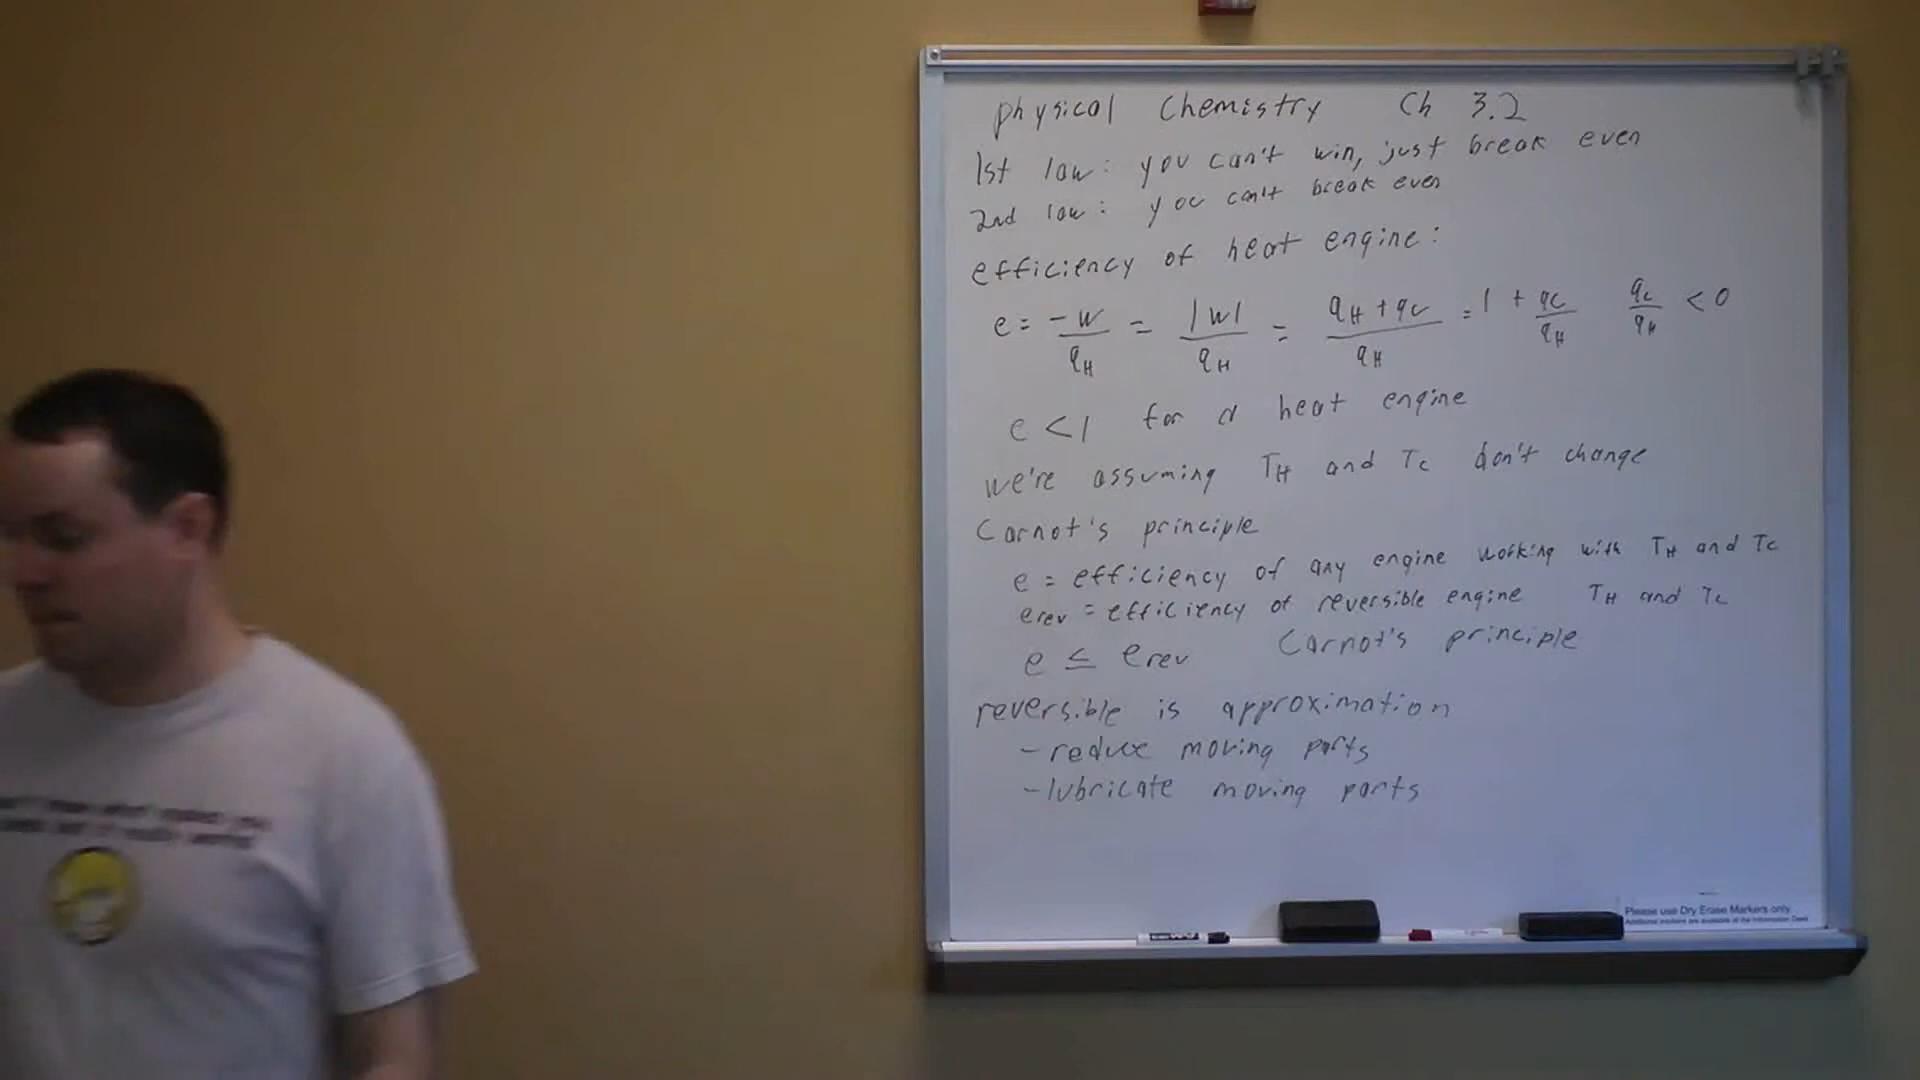 physical chemistry Ch 3.2
1st law: you can't win, just break even
2nd law: you can't break even
efficiency of heat engine:
e = -w/q_H = |w|/q_H = (q_H + q_C)/q_H = 1 + q_C/q_H   q_C/q_H < 0
e < 1 for a heat engine
we're assuming T_H and T_C don't change
Carnot's principle
e = efficiency of any engine working with T_H and T_C
e_rev = efficiency of reversible engine T_H and T_C
e ≤ e_rev Carnot's principle
reversible is approximation
- reduce moving parts
- lubricate moving parts
Please use Dry Erase Markers only